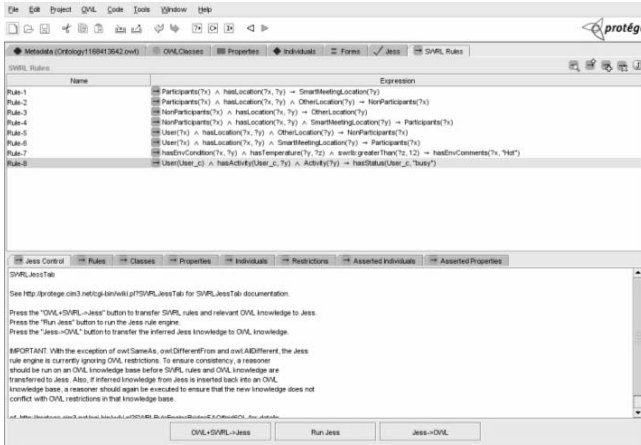 File Edit Project OWL Code Tools Window Help
protégé
Metadata (Ontology1168413642.owl) OWLClasses Properties Individuals Forms Jess SWRL Rules
SWRL Rules
Name Expression
Rule-1 Participants(?x) ∧ hasLocation(?x, ?y) → SmartMeetingLocation(?y)
Rule-2 Participants(?x) ∧ hasLocation(?x, ?y) ∧ OtherLocation(?y) → NonParticipants(?x)
Rule-3 NonParticipants(?x) ∧ hasLocation(?x, ?y) → OtherLocation(?y)
Rule-4 NonParticipants(?x) ∧ hasLocation(?x, ?y) ∧ SmartMeetingLocation(?y) → Participants(?x)
Rule-5 User(?x) ∧ hasLocation(?x, ?y) ∧ OtherLocation(?y) → NonParticipants(?x)
Rule-6 User(?x) ∧ hasLocation(?x, ?y) ∧ SmartMeetingLocation(?y) → Participants(?x)
Rule-7 hasEnvCondition(?x, ?y) ∧ hasTemperature(?y, ?z) ∧ swrlb:greaterThan(?z, 12) → hasEnvComments(?x, "Hot")
Rule-8 User(User_c) ∧ hasActivity(User_c, ?y) ∧ Activity(?y) → hasStatus(User_c, "busy")
Jess Control Rules Classes Properties Individuals Restrictions Asserted Individuals Asserted Properties
SWRLJessTab
See http://protege.cim3.net/cgi-bin/wiki.pl?SWRLJessTab for SWRLJessTab documentation.
Press the "OWL+SWRL->Jess" button to transfer SWRL rules and relevant OWL knowledge to Jess.
Press the "Run Jess" button to run the Jess rule engine.
Press the "Jess->OWL" button to transfer the inferred Jess knowledge to OWL knowledge.
IMPORTANT: With the exception of owl:SameAs, owl:DifferentFrom and owl:AllDifferent, the Jess
rule engine is currently ignoring OWL restrictions. To ensure consistency, a reasoner
should be run on an OWL knowledge base before SWRL rules and OWL knowledge are
transferred to Jess. Also, if inferred knowledge from Jess is inserted back into an OWL
knowledge base, a reasoner should again be executed to ensure that the new knowledge does not
conflict with OWL restrictions in that knowledge base.
OWL+SWRL->Jess Run Jess Jess->OWL